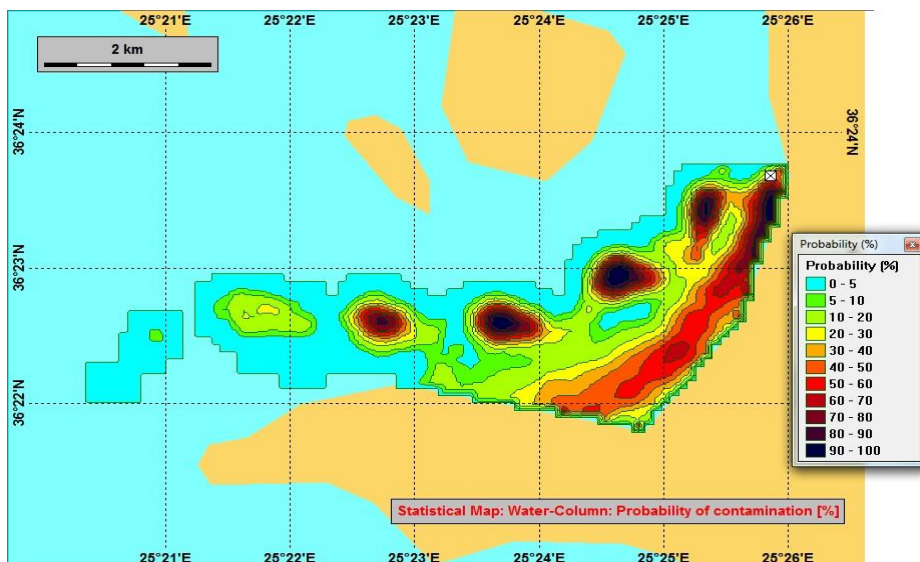 25°21'E 25°22'E 25°23'E 25°24'E 25°25'E 25°26'E
2 km
36°24'N
36°24'N
36°23'N
36°22'N
Probability (%)
Probability (%)
0 - 5
5 - 10
10 - 20
20 - 30
30 - 40
40 - 50
50 - 60
60 - 70
70 - 80
80 - 90
90 - 100
Statistical Map: Water-Column: Probability of contamination [%]
25°21'E 25°22'E 25°23'E 25°24'E 25°25'E 25°26'E